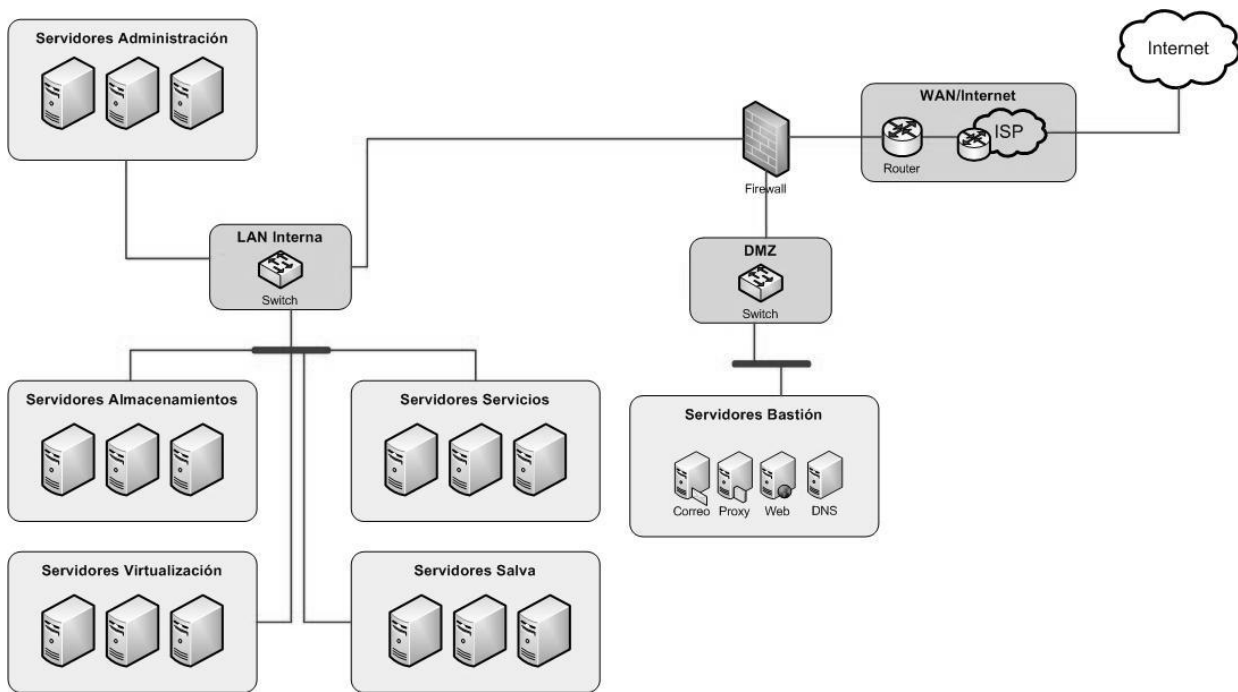 Servidores Administración
Internet
WAN/Internet
ISP
Router
Firewall
LAN Interna
Switch
DMZ
Switch
Servidores Almacenamientos
Servidores Servicios
Servidores Bastión
Correo
Proxy
Web
DNS
Servidores Virtualización
Servidores Salva